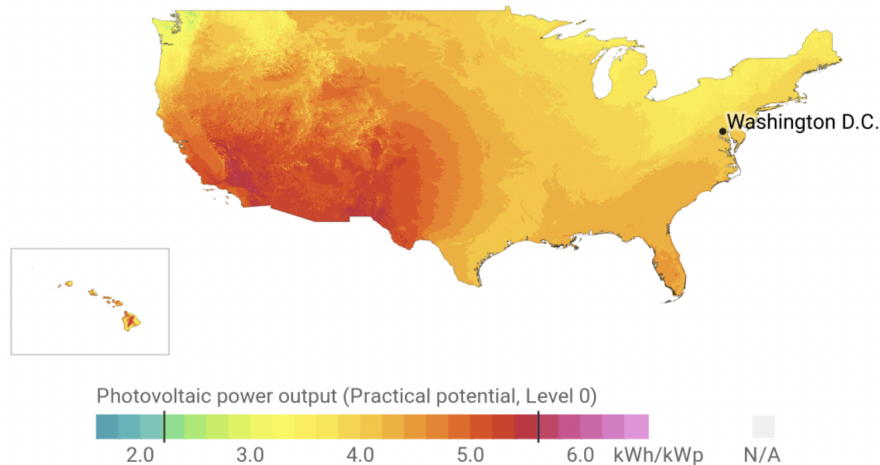 Washington D.C.
Photovoltaic power output (Practical potential, Level 0)
2.0 3.0 4.0 5.0 6.0 kWh/kWp N/A